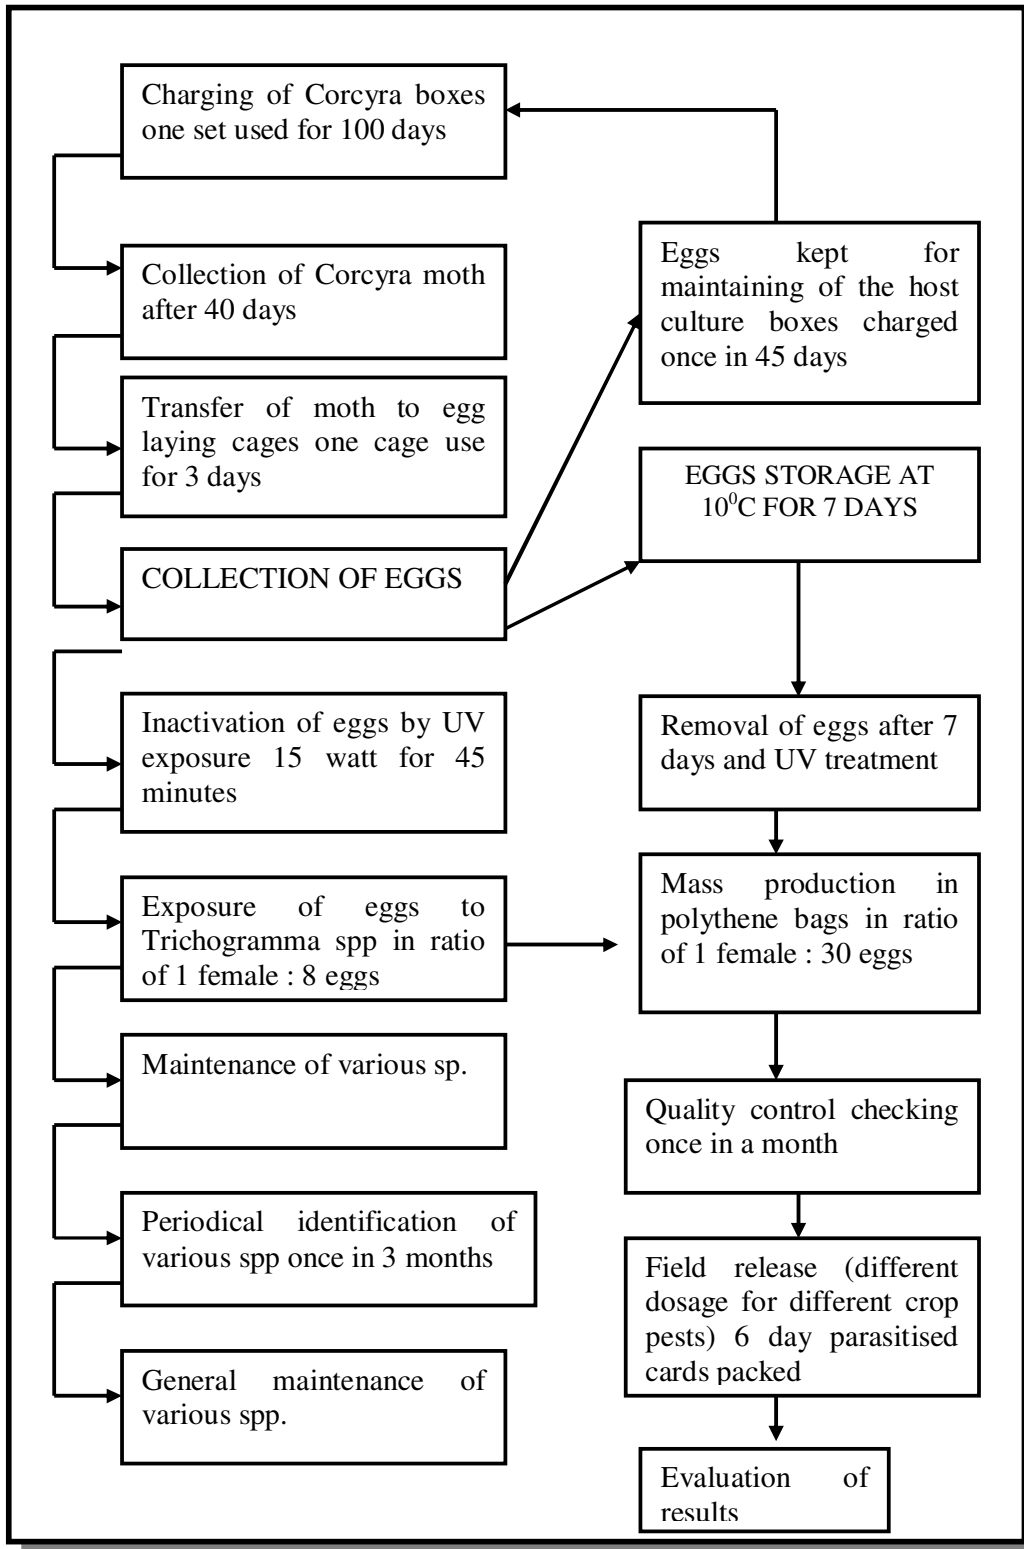 Charging of Corcyra boxes
one set used for 100 days
Collection of Corcyra moth
after 40 days
Transfer of moth to egg
laying cages one cage use
for 3 days
COLLECTION OF EGGS
Inactivation of eggs by UV
exposure 15 watt for 45
minutes
Exposure of eggs to
Trichogramma spp in ratio
of 1 female : 8 eggs
Maintenance of various sp.
Periodical identification of
various spp once in 3 months
General maintenance of
various spp.
Eggs kept for
maintaining of the host
culture boxes charged
once in 45 days
EGGS STORAGE AT
10⁰C FOR 7 DAYS
Removal of eggs after 7
days and UV treatment
Mass production in
polythene bags in ratio
of 1 female : 30 eggs
Quality control checking
once in a month
Field release (different
dosage for different crop
pests) 6 day parasitised
cards packed
Evaluation of
results